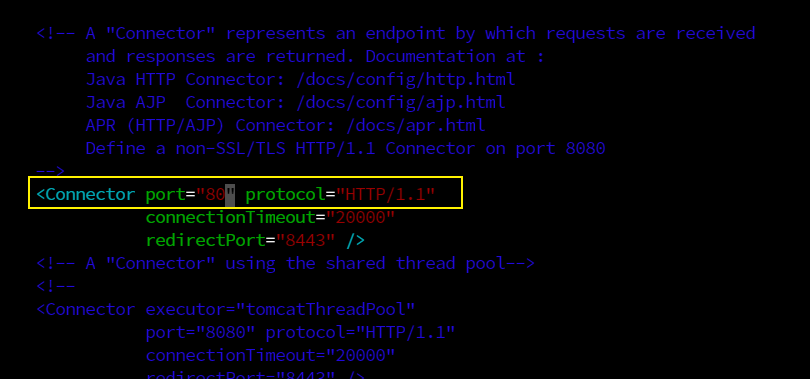 <!-- A "Connector" represents an endpoint by which requests are received
and responses are returned. Documentation at :
Java HTTP Connector: /docs/config/http.html
Java AJP  Connector: /docs/config/ajp.html
APR (HTTP/AJP) Connector: /docs/apr.html
Define a non-SSL/TLS HTTP/1.1 Connector on port 8080
-->
<Connector port="80" protocol="HTTP/1.1"
connectionTimeout="20000"
redirectPort="8443" />
<!-- A "Connector" using the shared thread pool-->
<!--
<Connector executor="tomcatThreadPool"
port="8080" protocol="HTTP/1.1"
connectionTimeout="20000"
redirectPort="8443" />